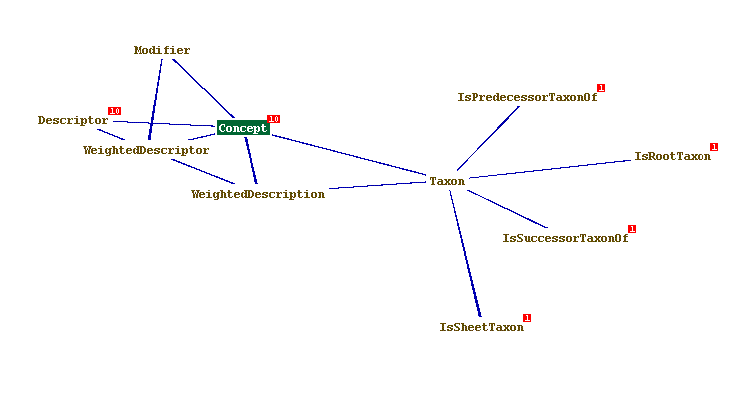 Modifier
IsPredecessorTaxonOf 1
Descriptor 10
Concept 10
WeightedDescriptor
IsRootTaxon 1
Taxon
WeightedDescription
IsSuccessorTaxonOf 1
IsSheetTaxon 1